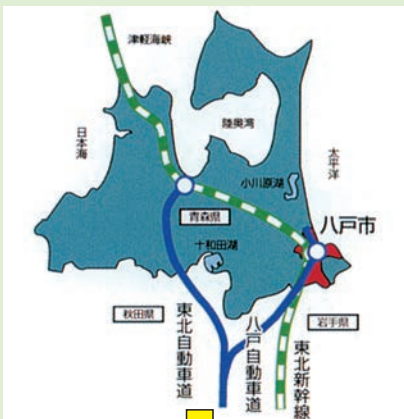 津軽海峡
日本海
陸奥湾
太平洋
小川原湖
青森県
八戸市
十和田湖
秋田県
岩手県
東北自動車道
八戸自動車道
東北新幹線